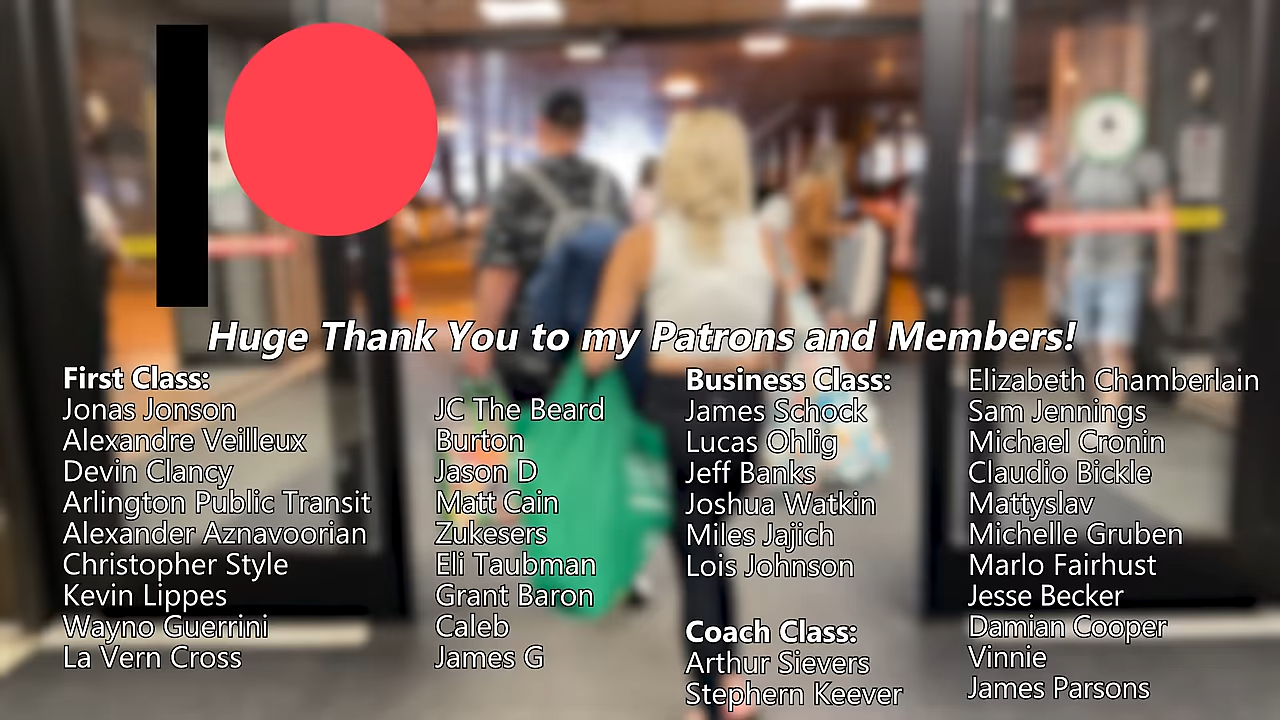 Huge Thank You to my Patrons and Members!
First Class:
Jonas Jonson
Alexandre Veilleux
Devin Clancy
Arlington Public Transit
Alexander Aznavoorian
Christopher Style
Kevin Lippes
Wayno Guerrini
La Vern Cross
JC The Beard
Burton
Jason D
Matt Cain
Zukesers
Eli Taubman
Grant Baron
Caleb
James G
Business Class:
James Schock
Lucas Ohlig
Jeff Banks
Joshua Watkin
Miles Jajich
Lois Johnson
Coach Class:
Arthur Sievers
Stephern Keever
Elizabeth Chamberlain
Sam Jennings
Michael Cronin
Claudio Bickle
Mattyslav
Michelle Gruben
Marlo Fairhust
Jesse Becker
Damian Cooper
Vinnie
James Parsons